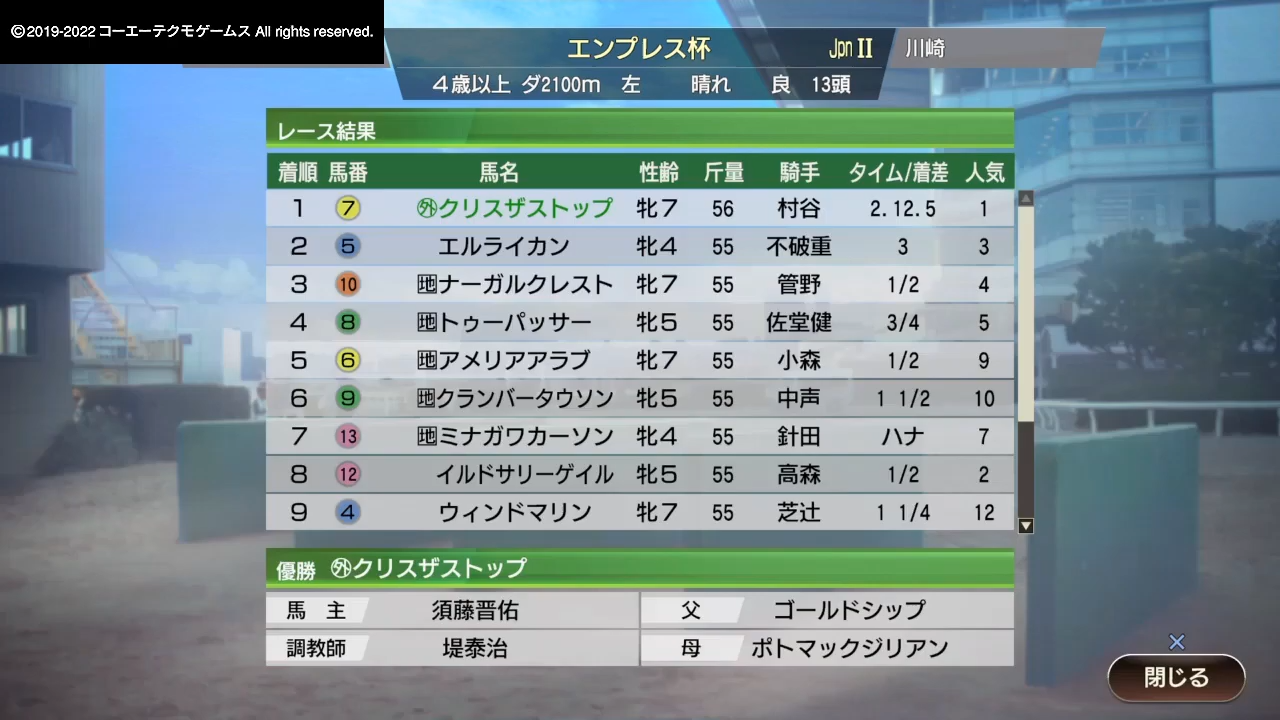 ©2019-2022 コーエーテクモゲームス All rights reserved.
エンプレス杯 JpnII 川崎
4歳以上 ダ2100m 左 晴れ 良 13頭
レース結果
着順 馬番 馬名 性齢 斤量 騎手 タイム/着差 人気
1 7 外クリスザストップ 牝7 56 村谷 2.12.5 1
2 5 エルライカン 牝4 55 不破重 3 3
3 10 地ナーガルクレスト 牝7 55 管野 1/2 4
4 8 地トゥーパッサー 牝5 55 佐堂健 3/4 5
5 6 地アメリアアラブ 牝7 55 小森 1/2 9
6 9 地クランバータウソン 牝5 55 中声 1 1/2 10
7 13 地ミナガワカーソン 牝4 55 針田 ハナ 7
8 12 イルドサリーゲイル 牝5 55 高森 1/2 2
9 4 ウィンドマリン 牝7 55 芝辻 1 1/4 12
優勝 外クリスザストップ
馬主 須藤晋佑 父 ゴールドシップ
調教師 堤泰治 母 ポトマックジリアン
閉じる